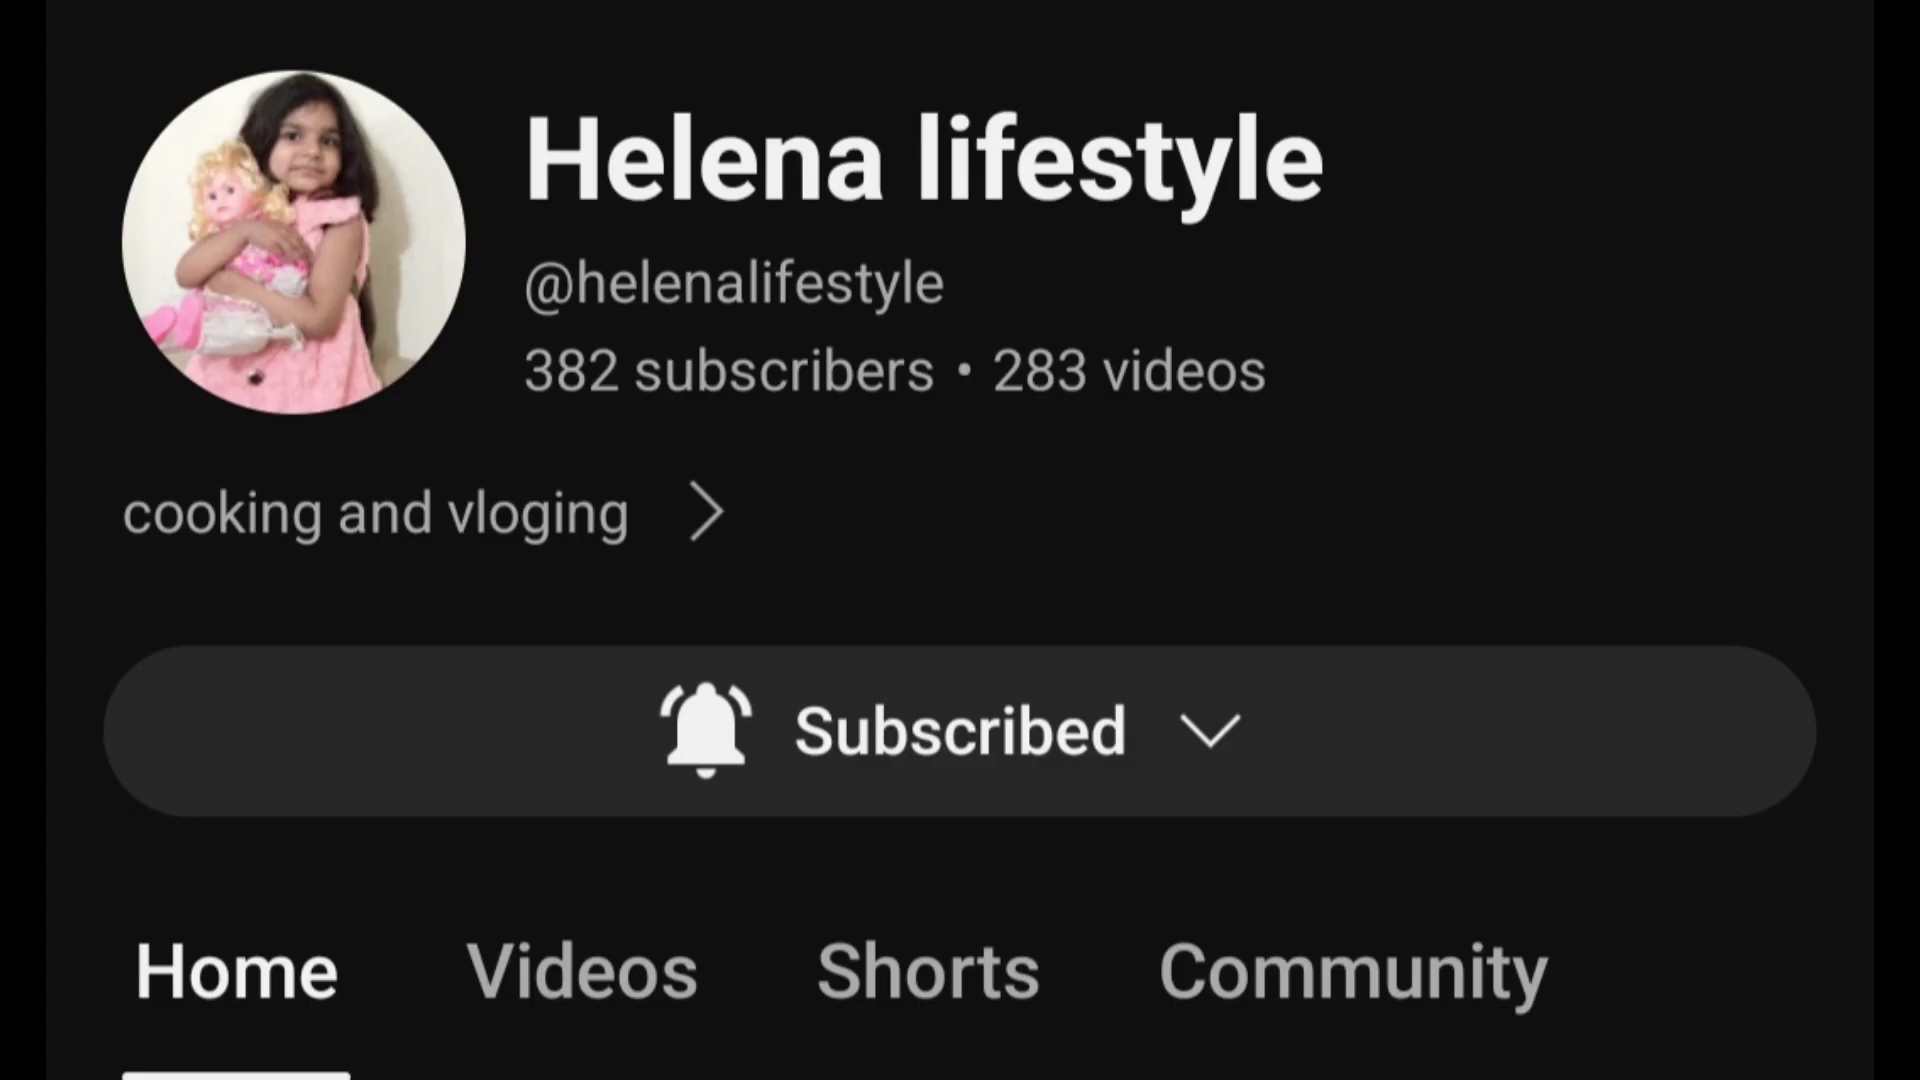 Helena lifestyle
@helenalifestyle
382 subscribers • 283 videos
cooking and vloging
Subscribed
Home Videos Shorts Community